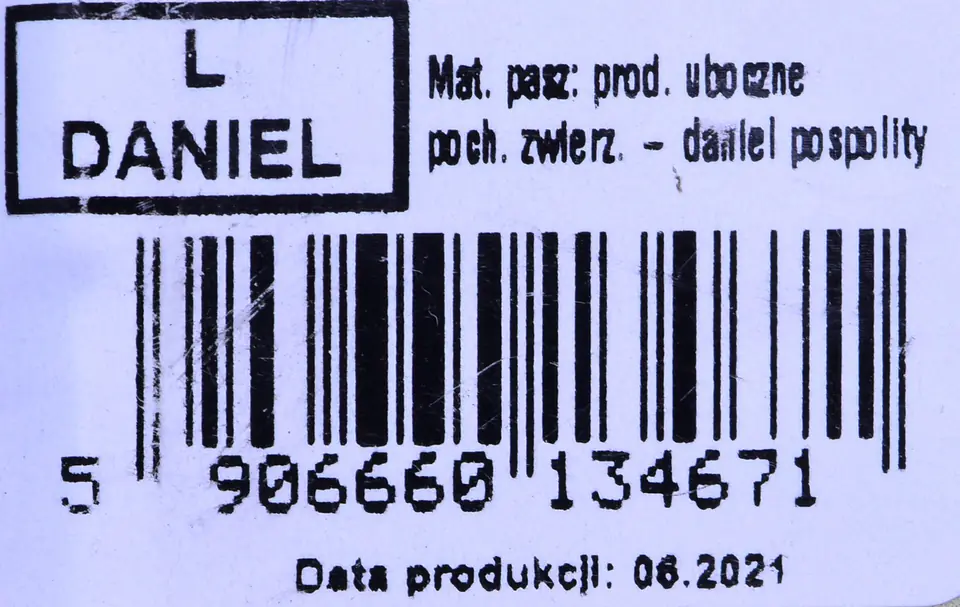 L
DANIEL
Mat. pasz: prod. uboczne
poch. zwierz. - daniel pospolity
5 906660 134671
Data produkcji: 06.2021